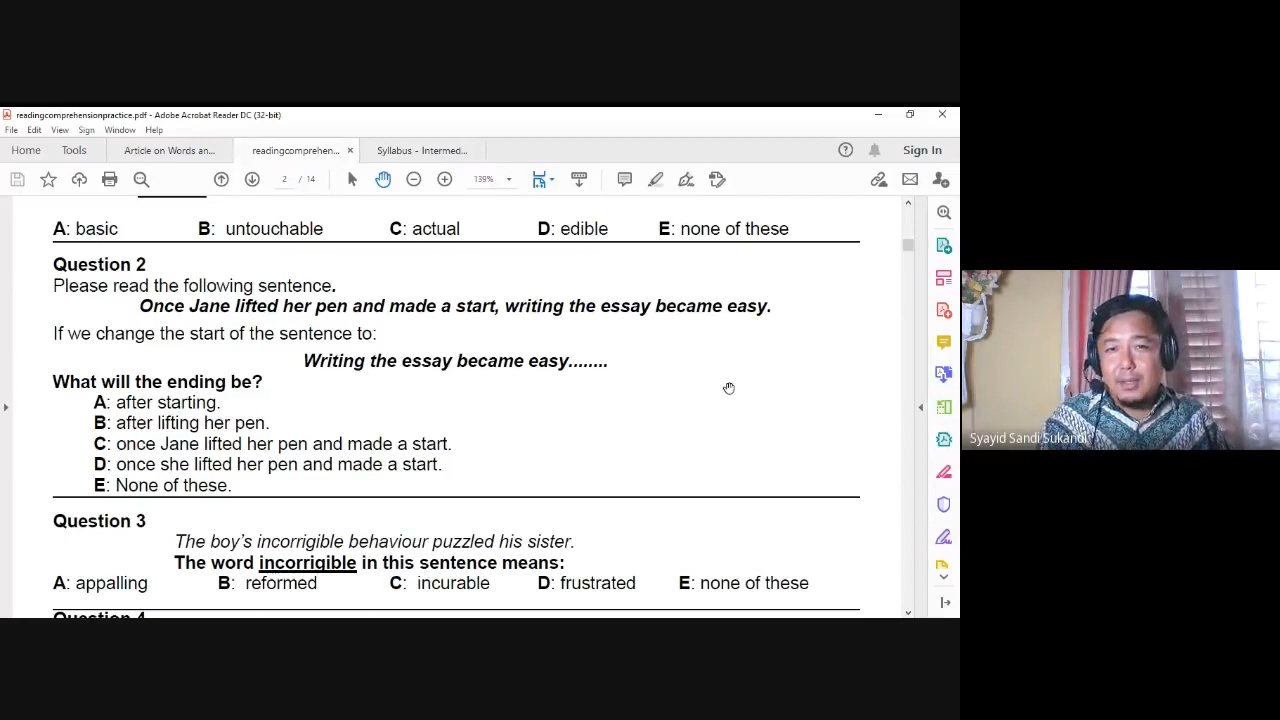 readingcomprehensionpractice.pdf - Adobe Acrobat Reader DC (32-bit)
File Edit View Sign Window Help
Home Tools Article on Words an... readingcomprehen... × Syllabus - Intermed... Sign In
2 / 14 139%
A: basic B: untouchable C: actual D: edible E: none of these
Question 2
Please read the following sentence.
Once Jane lifted her pen and made a start, writing the essay became easy.
If we change the start of the sentence to:
Writing the essay became easy........
What will the ending be?
A: after starting.
B: after lifting her pen.
C: once Jane lifted her pen and made a start.
D: once she lifted her pen and made a start.
E: None of these.
Question 3
The boy's incorrigible behaviour puzzled his sister.
The word incorrigible in this sentence means:
A: appalling B: reformed C: incurable D: frustrated E: none of these
Question 4
Syayid Sandi Sukandi